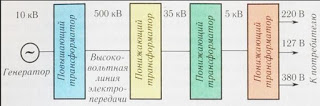 10 кВ
500 кВ
35 кВ
5 кВ
220 В
127 В
380 В
Генератор
Повышающий
трансформатор
Высоко-
вольтная
линия
электро-
передачи
Понижающий
трансформатор
Понижающий
трансформатор
Понижающий
трансформатор
К потребителю